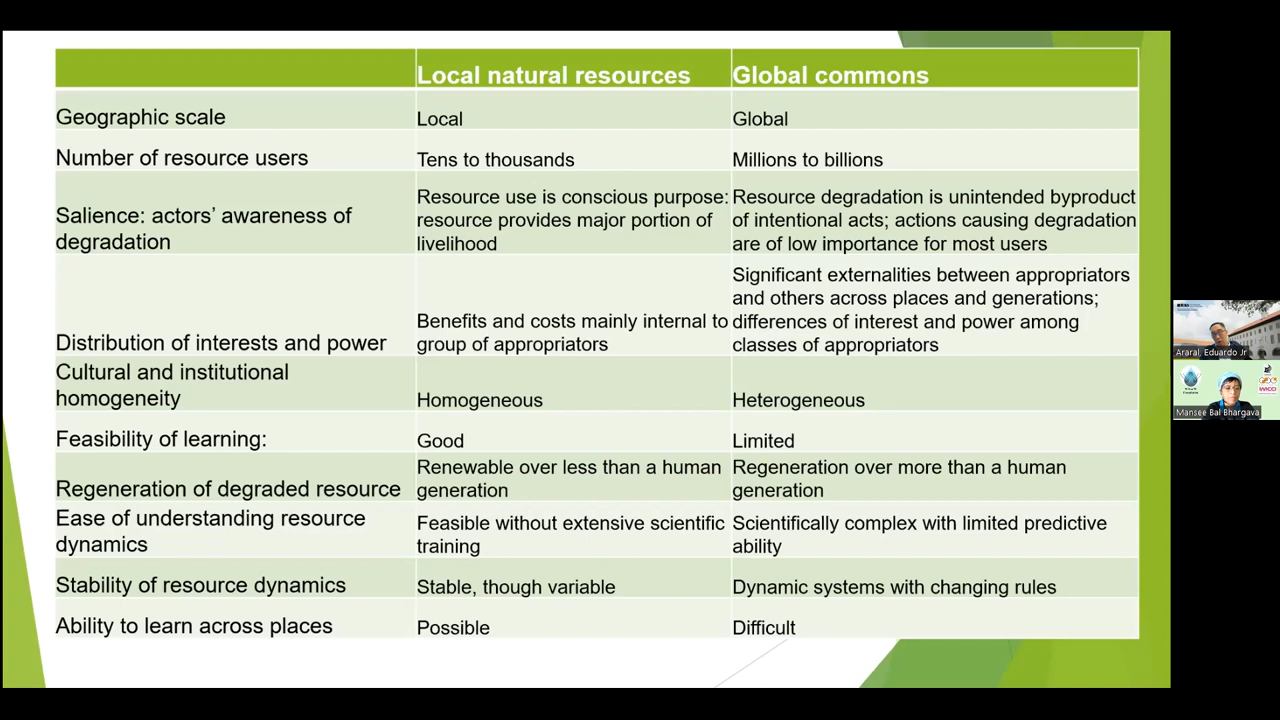 Local natural resources
Global commons
Geographic scale
Local
Global
Number of resource users
Tens to thousands
Millions to billions
Salience: actors' awareness of
degradation
Resource use is conscious purpose:
resource provides major portion of
livelihood
Resource degradation is unintended byproduct
of intentional acts; actions causing degradation
are of low importance for most users
Distribution of interests and power
Benefits and costs mainly internal to
group of appropriators
Significant externalities between appropriators
and others across places and generations;
differences of interest and power among
classes of appropriators
Cultural and institutional
homogeneity
Homogeneous
Heterogeneous
Feasibility of learning:
Good
Limited
Regeneration of degraded resource
Renewable over less than a human
generation
Regeneration over more than a human
generation
Ease of understanding resource
dynamics
Feasible without extensive scientific
training
Scientifically complex with limited predictive
ability
Stability of resource dynamics
Stable, though variable
Dynamic systems with changing rules
Ability to learn across places
Possible
Difficult
Araral, Eduardo Jr
Mansee Bal Bhargava